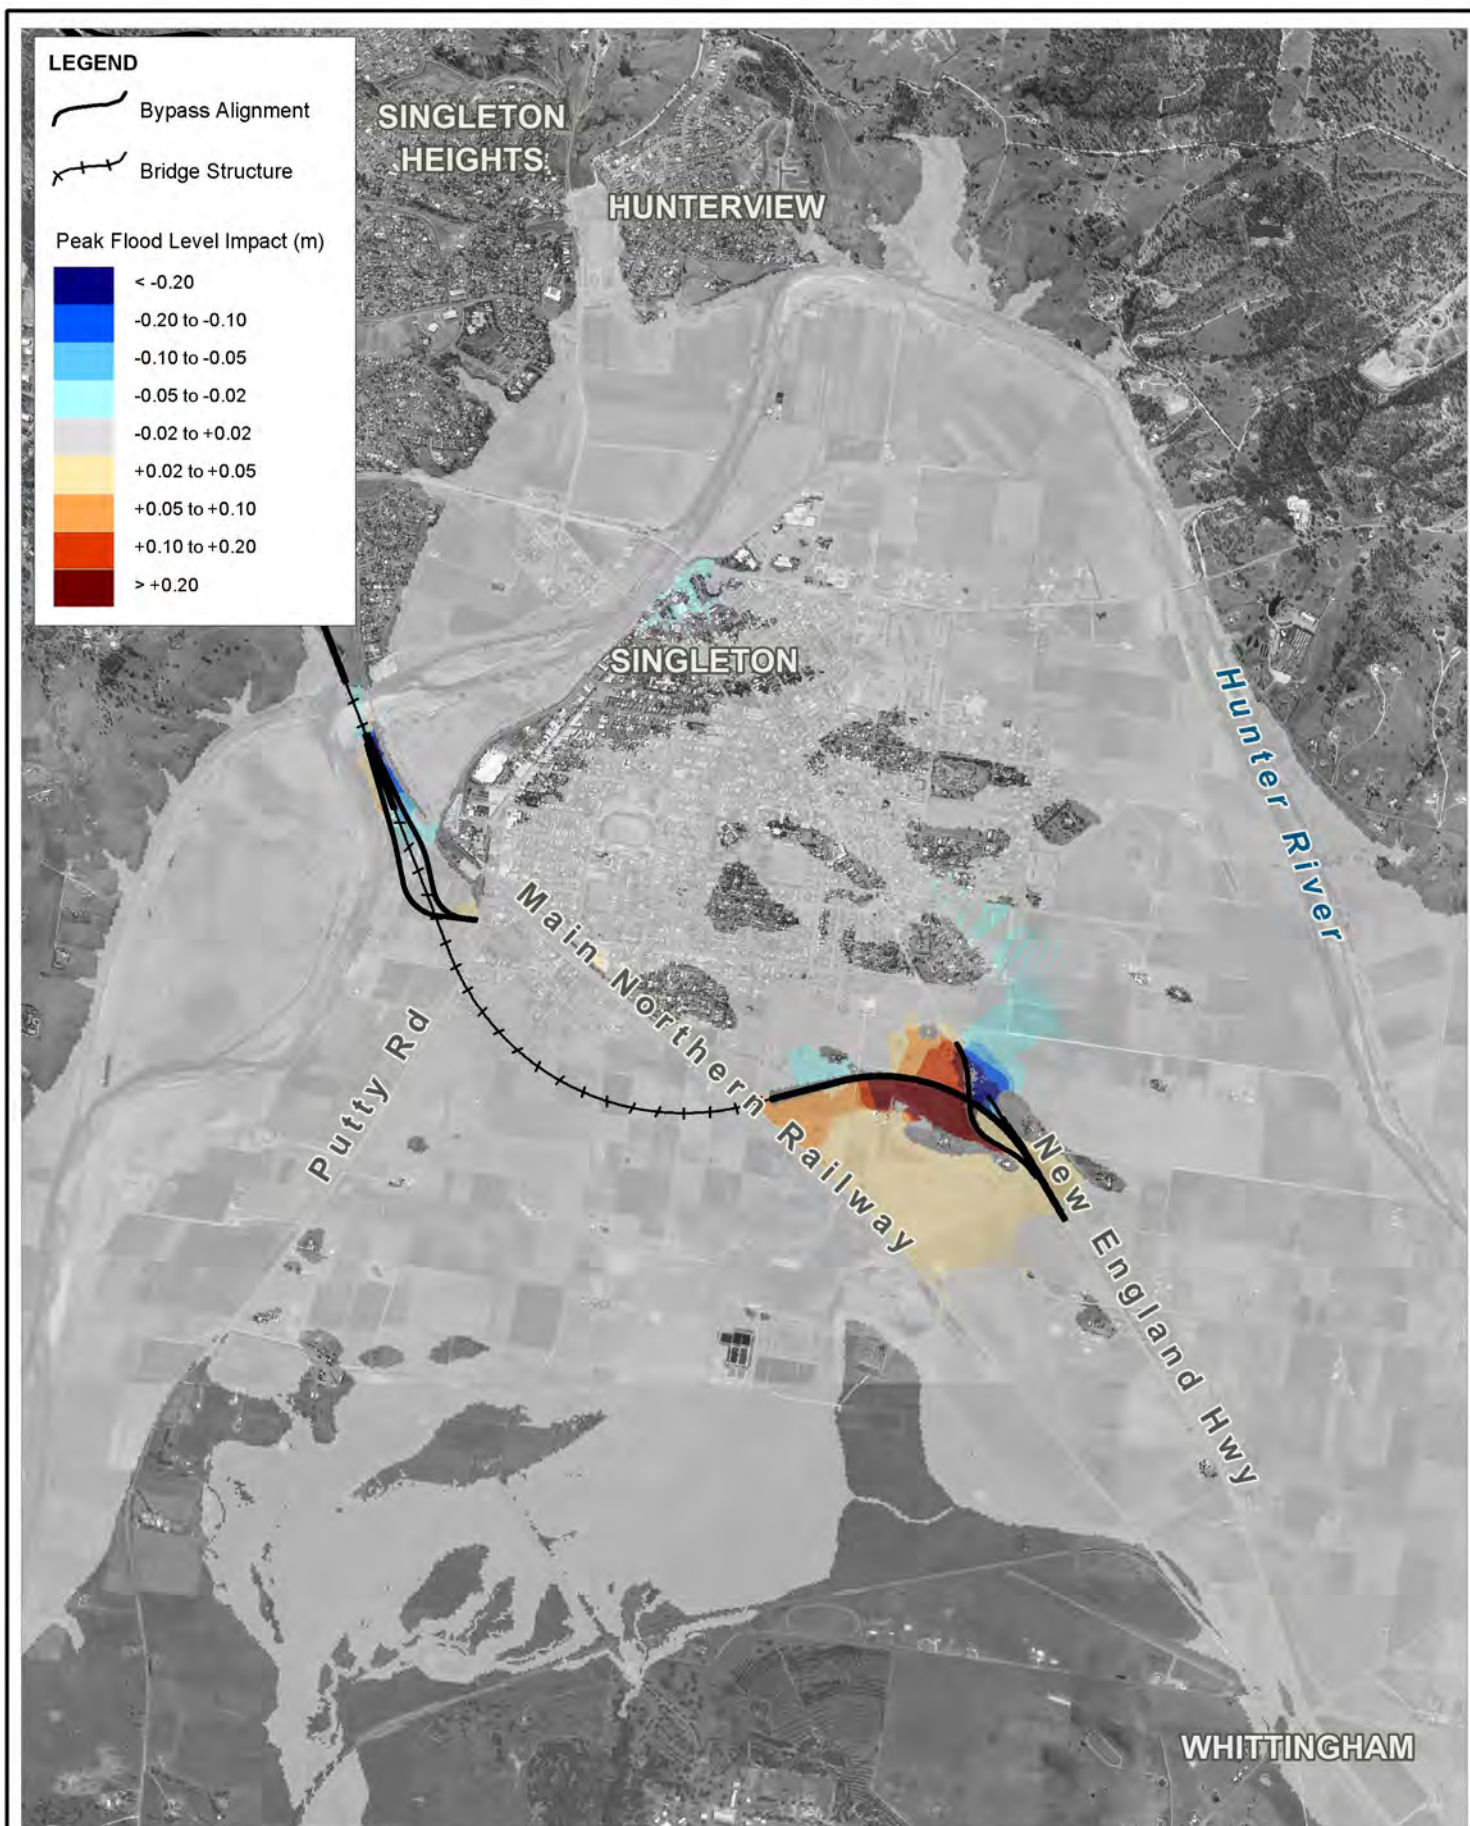 LEGEND
Bypass Alignment
Bridge Structure
Peak Flood Level Impact (m)
< -0.20
-0.20 to -0.10
-0.10 to -0.05
-0.05 to -0.02
-0.02 to +0.02
+0.02 to +0.05
+0.05 to +0.10
+0.10 to +0.20
> +0.20
SINGLETON
HEIGHTS
HUNTERVIEW
SINGLETON
Hunter River
Main Northern Railway
Putty Rd
New England Hwy
WHITTINGHAM